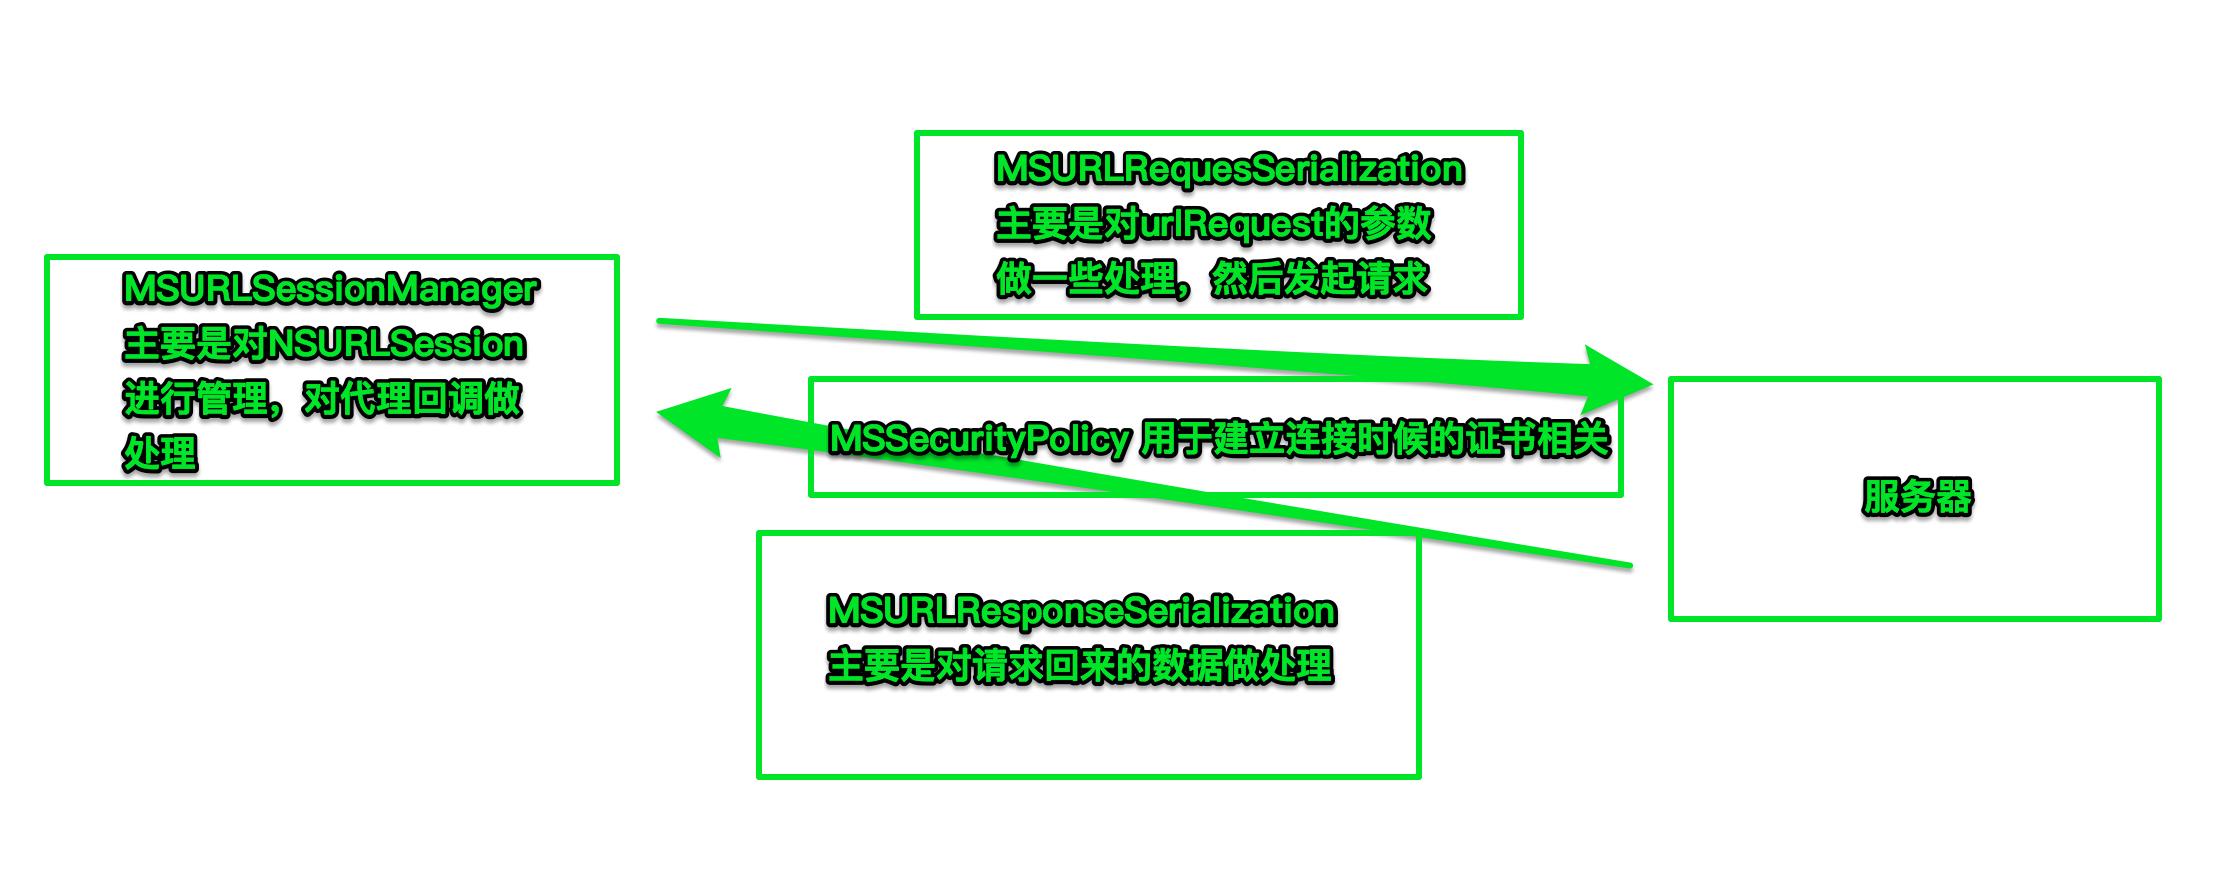 MSURLSessionManager
主要是对NSURLSession
进行管理，对代理回调做
处理
MSURLRequesSerialization
主要是对urlRequest的参数
做一些处理，然后发起请求
MSSecurityPolicy 用于建立连接时候的证书相关
MSURLResponseSerialization
主要是对请求回来的数据做处理
服务器